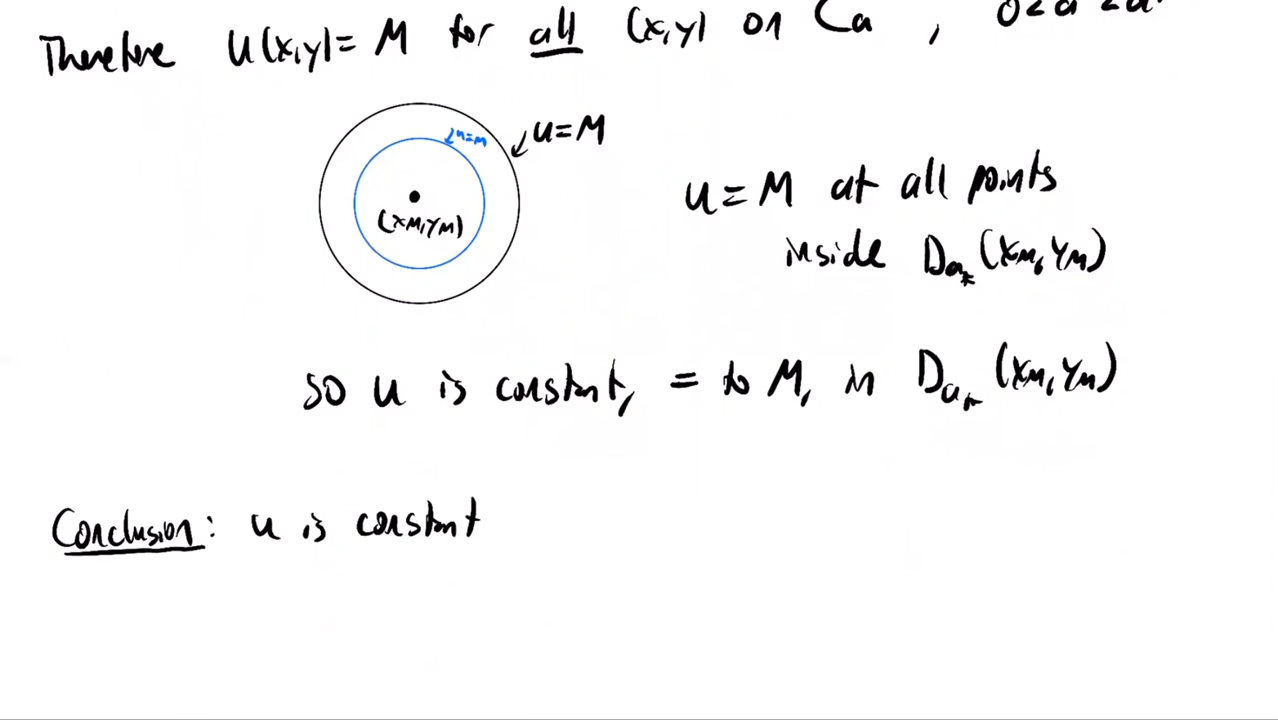 Therefore u(x,y) = M for all (x,y) on Ca ,
u=M
u=M
(xM,yM)
u = M at all points
inside Da*(xM,yM)
so u is constant, = to M, in Da*(xM,yM)
Conclusion: u is constant